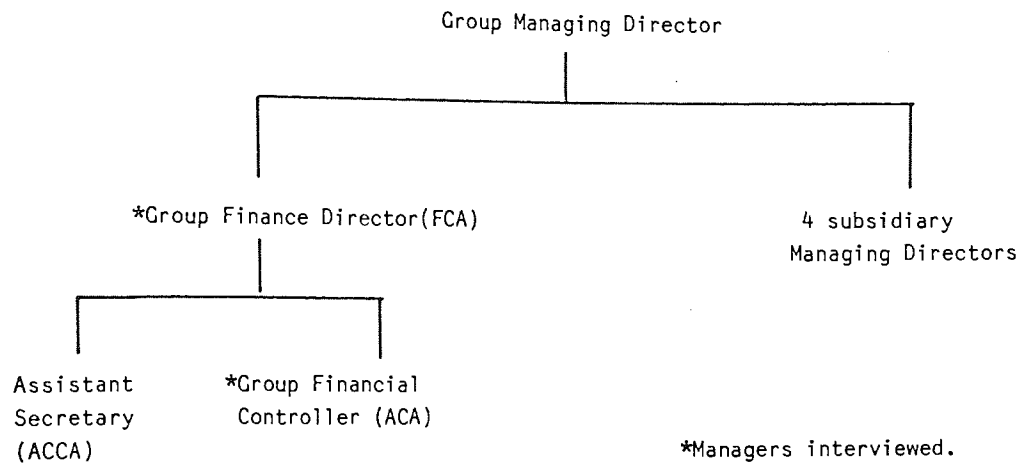 Group Managing Director
*Group Finance Director(FCA)
4 subsidiary
Managing Directors
Assistant
Secretary
(ACCA)
*Group Financial
Controller (ACA)
*Managers interviewed.